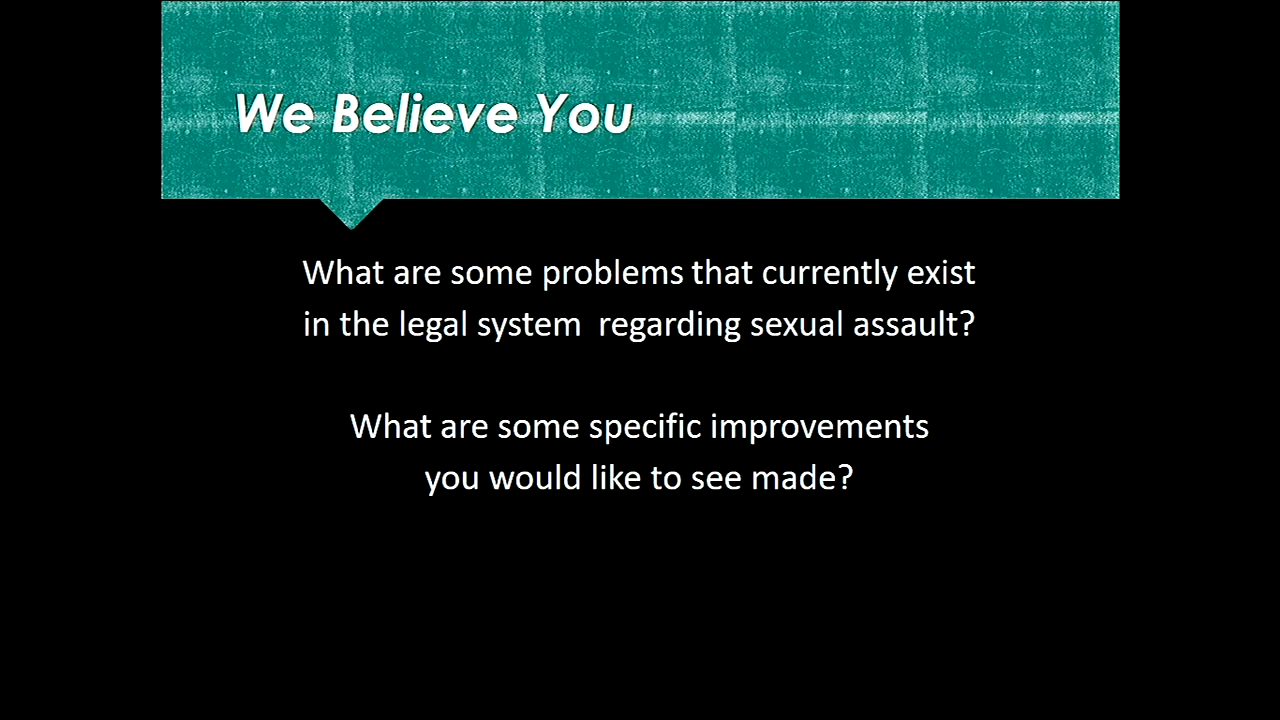 We Believe You
What are some problems that currently exist
in the legal system  regarding sexual assault?
What are some specific improvements
you would like to see made?